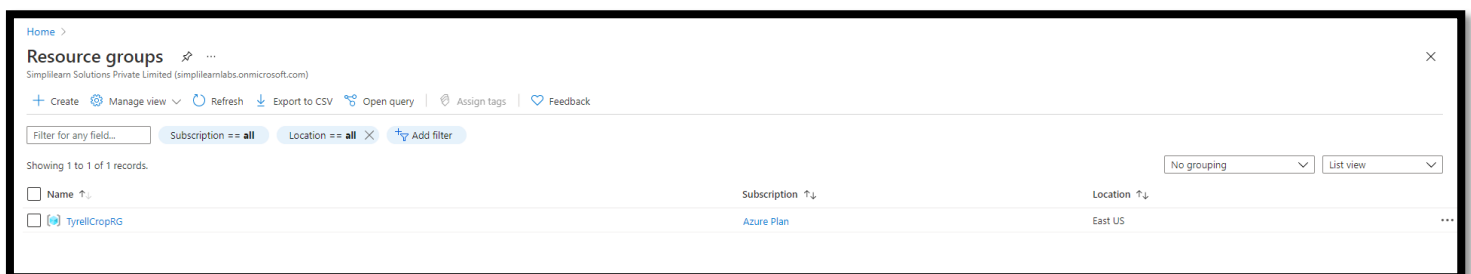 Home >
Resource groups ...
Simplilearn Solutions Private Limited (simplilearnlabs.onmicrosoft.com)
+ Create Manage view Refresh Export to CSV Open query Assign tags Feedback
Filter for any field... Subscription == all Location == all Add filter
Showing 1 to 1 of 1 records. No grouping List view
Name ↑↓ Subscription ↑↓ Location ↑↓
TyrellCropRG Azure Plan East US ...